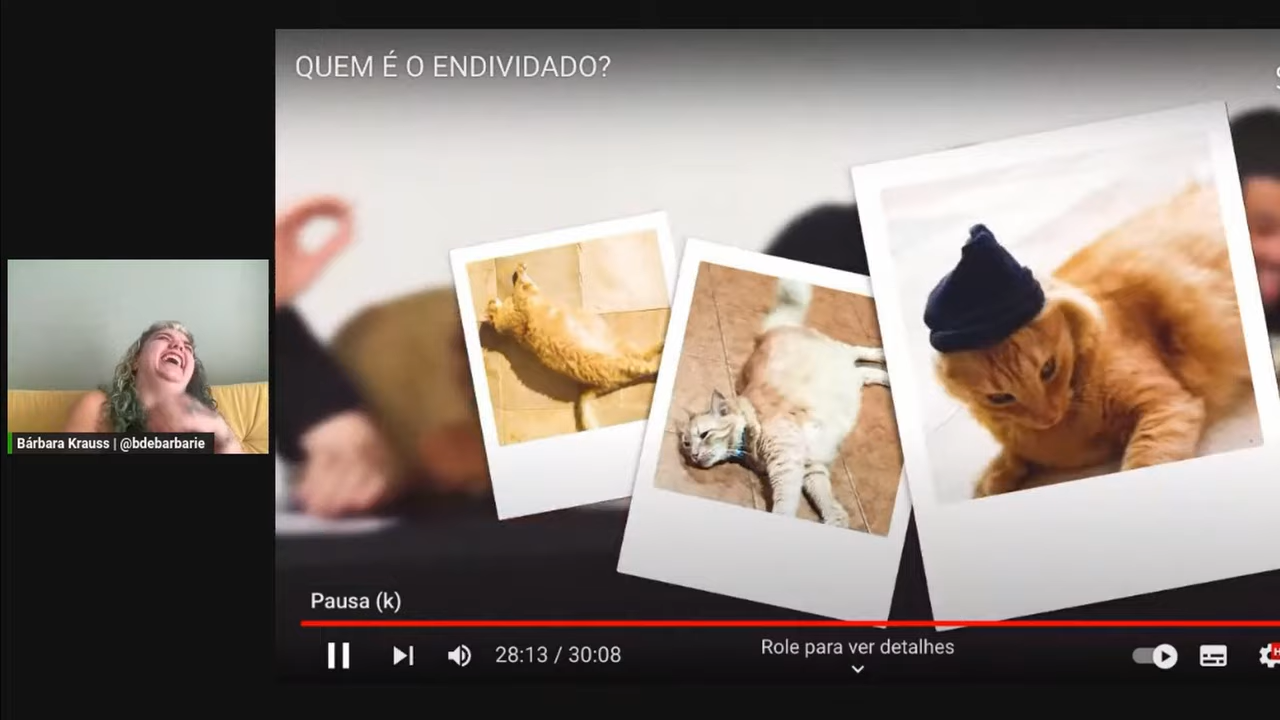 QUEM É O ENDIVIDADO?
Bárbara Krauss | @bdebarbarie
Pausa (k)
28:13 / 30:08
Role para ver detalhes